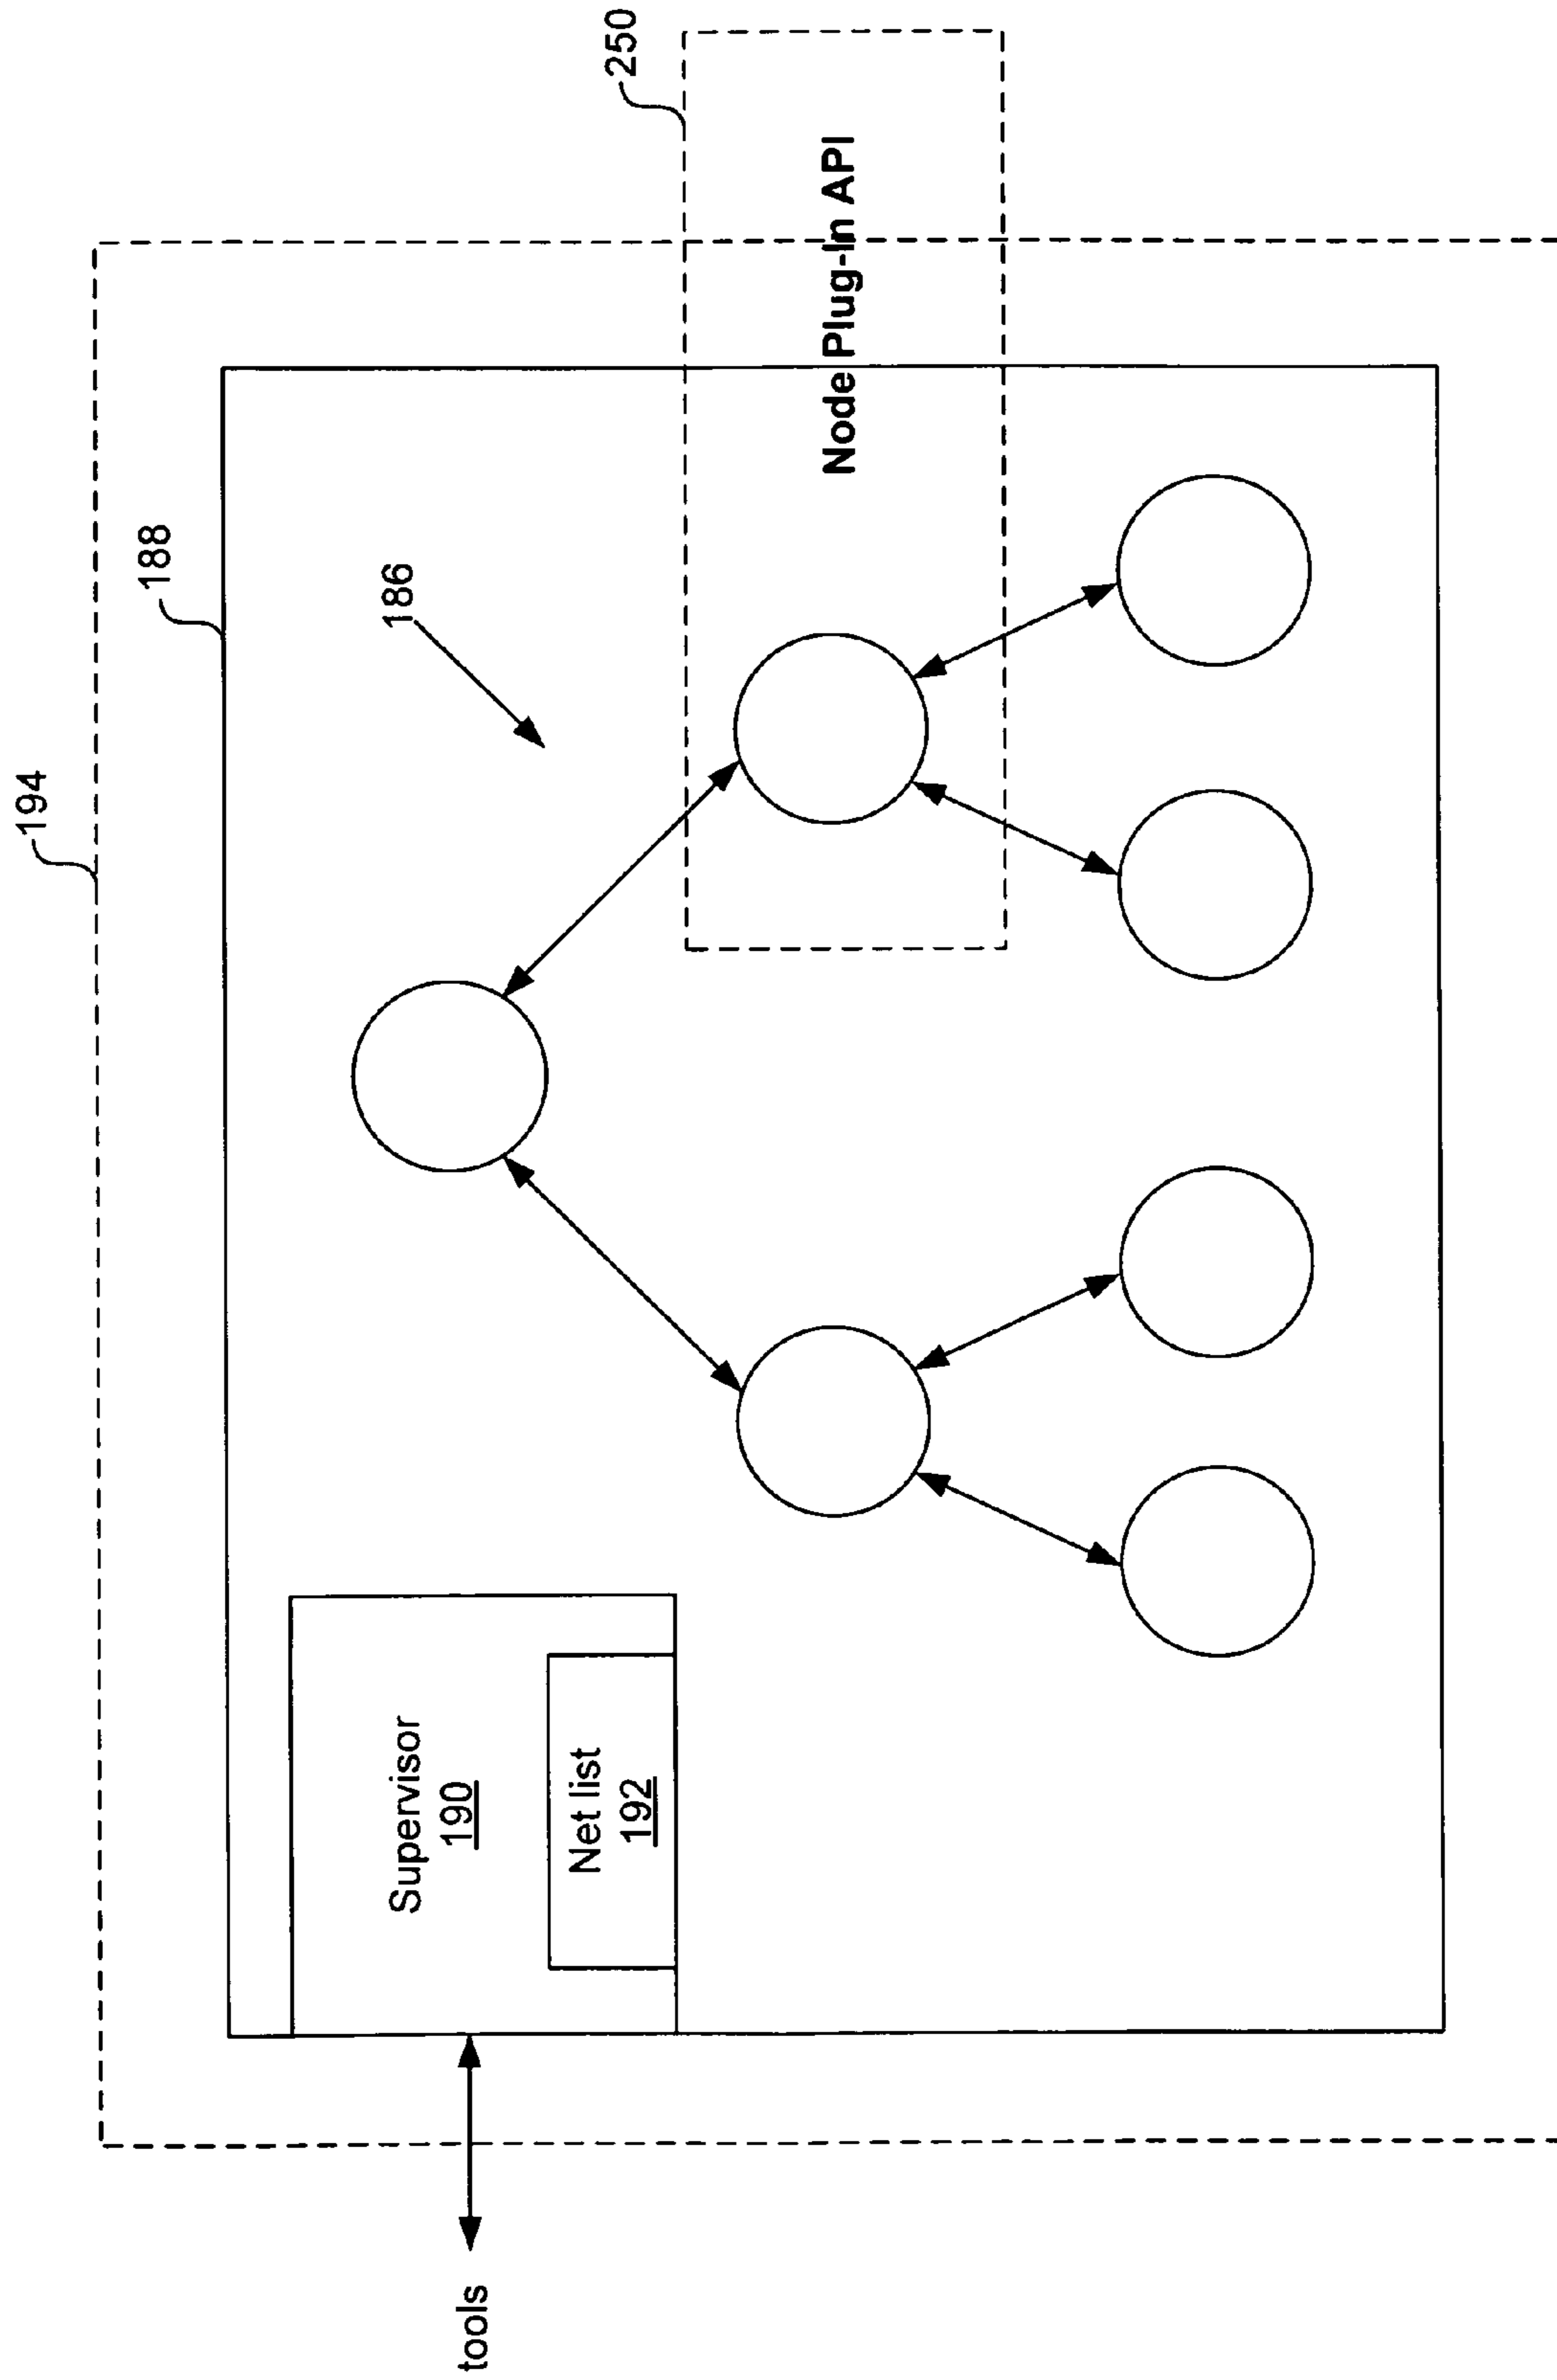 194
188
250
186
Supervisor
190
Net list
192
tools
Node Plug-In API